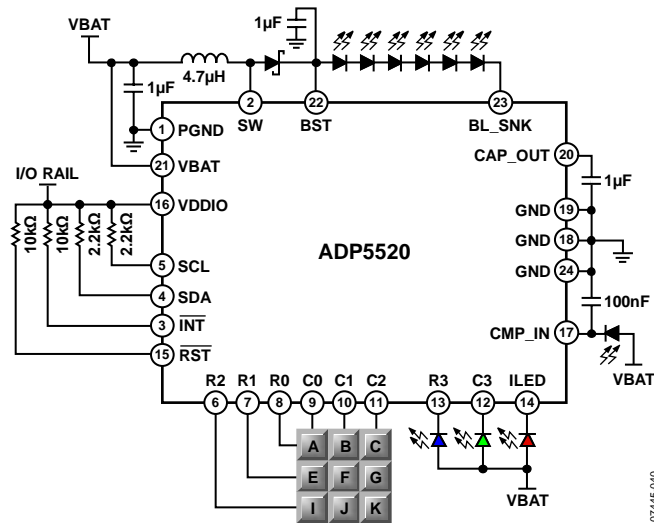 1µF
VBAT
4.7µH
1µF
2 22 23
SW BST BL_SNK
1 PGND
CAP_OUT 20
21 VBAT
1µF
I/O RAIL
16 VDDIO
GND 19
10kΩ 10kΩ 2.2kΩ 2.2kΩ
GND 18
ADP5520
5 SCL
GND 24
4 SDA
100nF
3 INT
CMP_IN 17
15 RST
VBAT
R2 R1 R0 C0 C1 C2 R3 C3 ILED
6 7 8 9 10 11 13 12 14
A B C
E F G
I J K
VBAT
07445-040